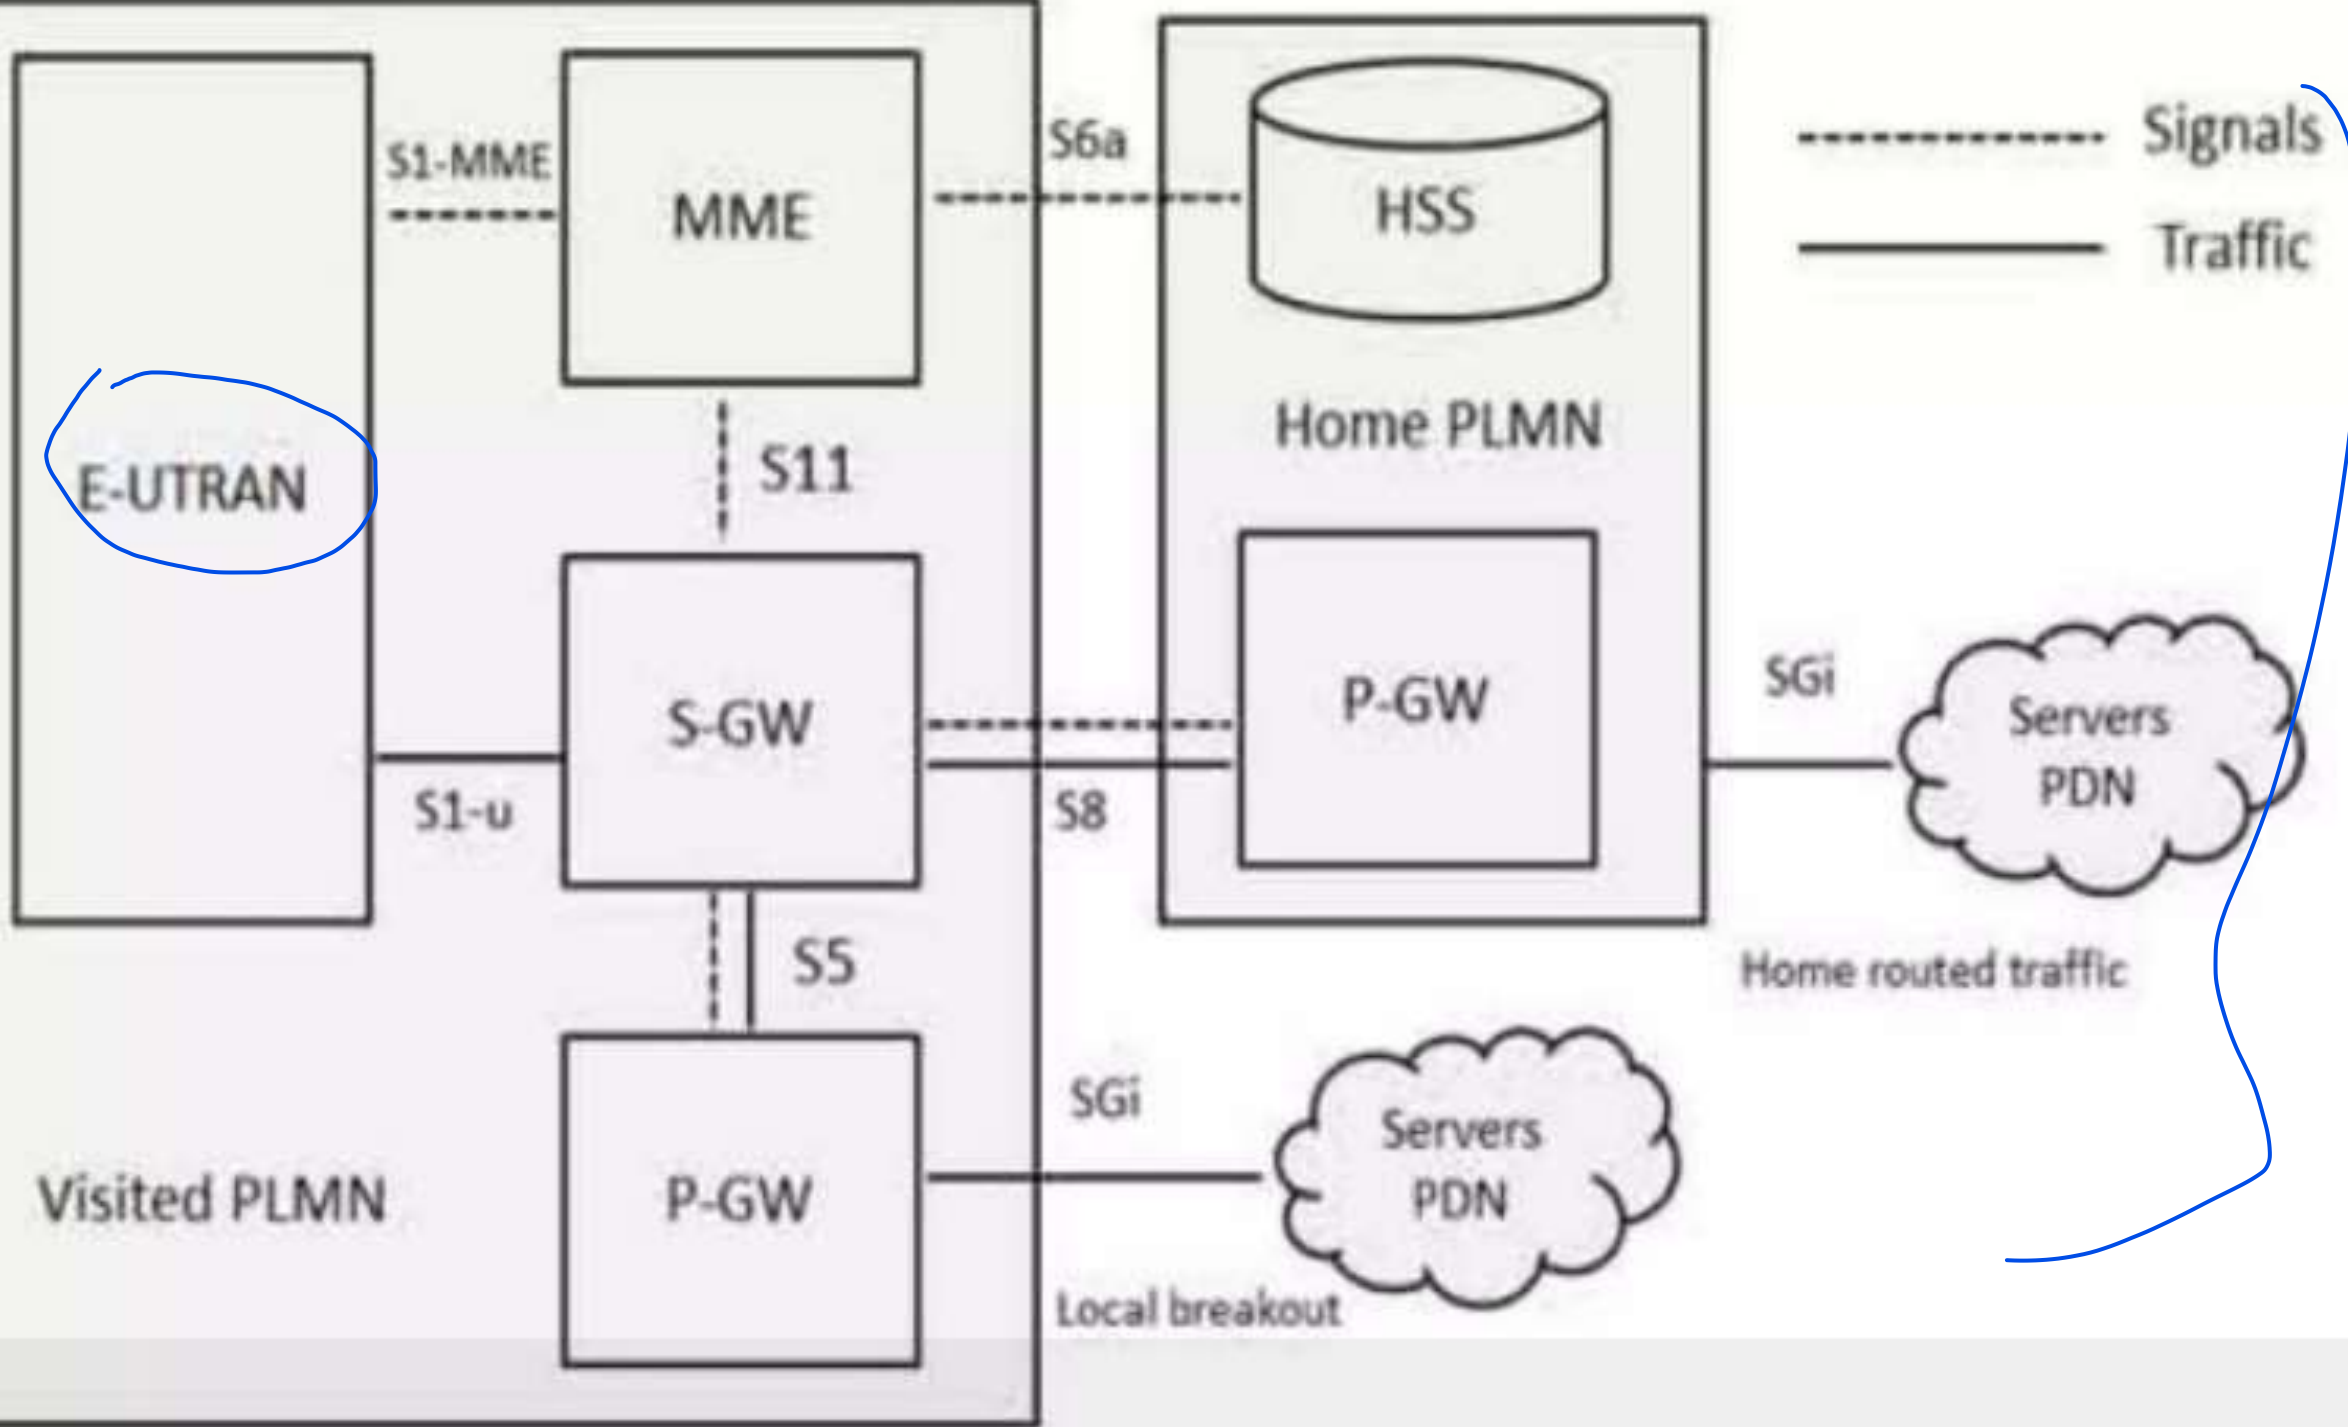 S1-MME
MME
S6a
HSS
Signals
Traffic
E-UTRAN
S11
Home PLMN
S-GW
P-GW
SGi
Servers
PDN
S1-u
S8
Home routed traffic
S5
Visited PLMN
P-GW
SGi
Servers
PDN
Local breakout